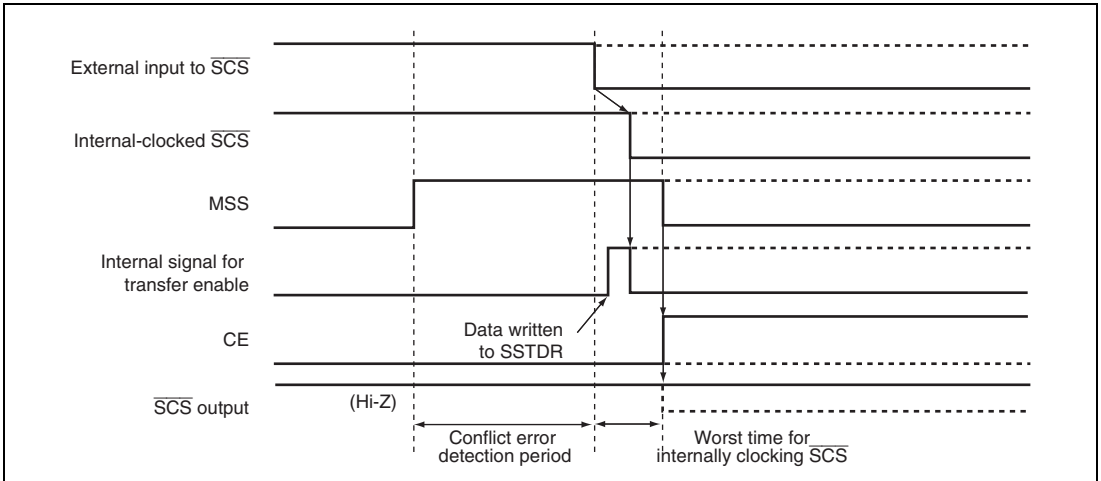 External input to SCS
Internal-clocked SCS
MSS
Internal signal for
transfer enable
Data written
to SSTDR
CE
SCS output
(Hi-Z)
Conflict error
detection period
Worst time for
internally clocking SCS